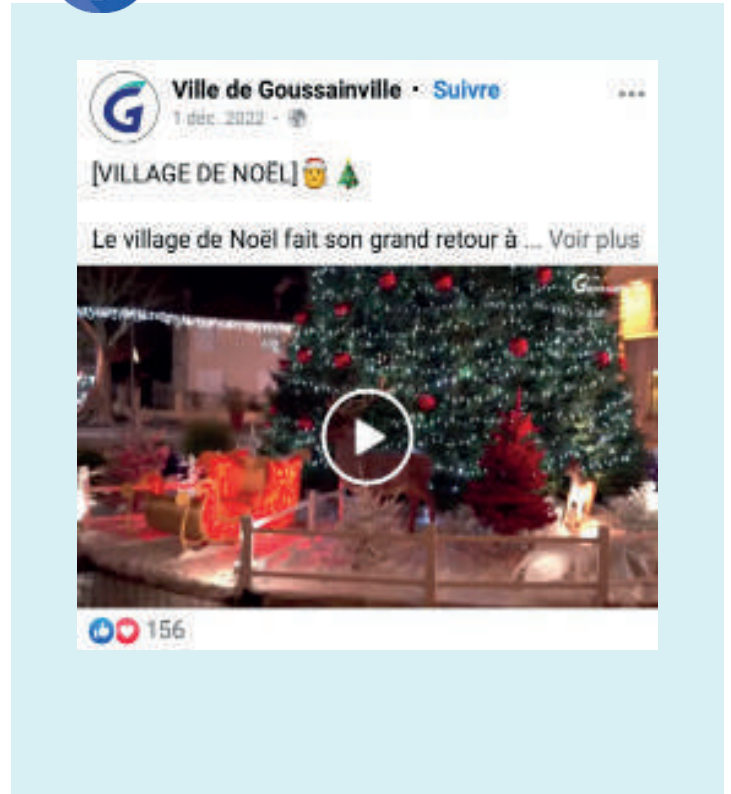 Ville de Goussainville · Suivre
1 déc. 2022 ·
[VILLAGE DE NOËL]🎅🎄
Le village de Noël fait son grand retour à ... Voir plus
156